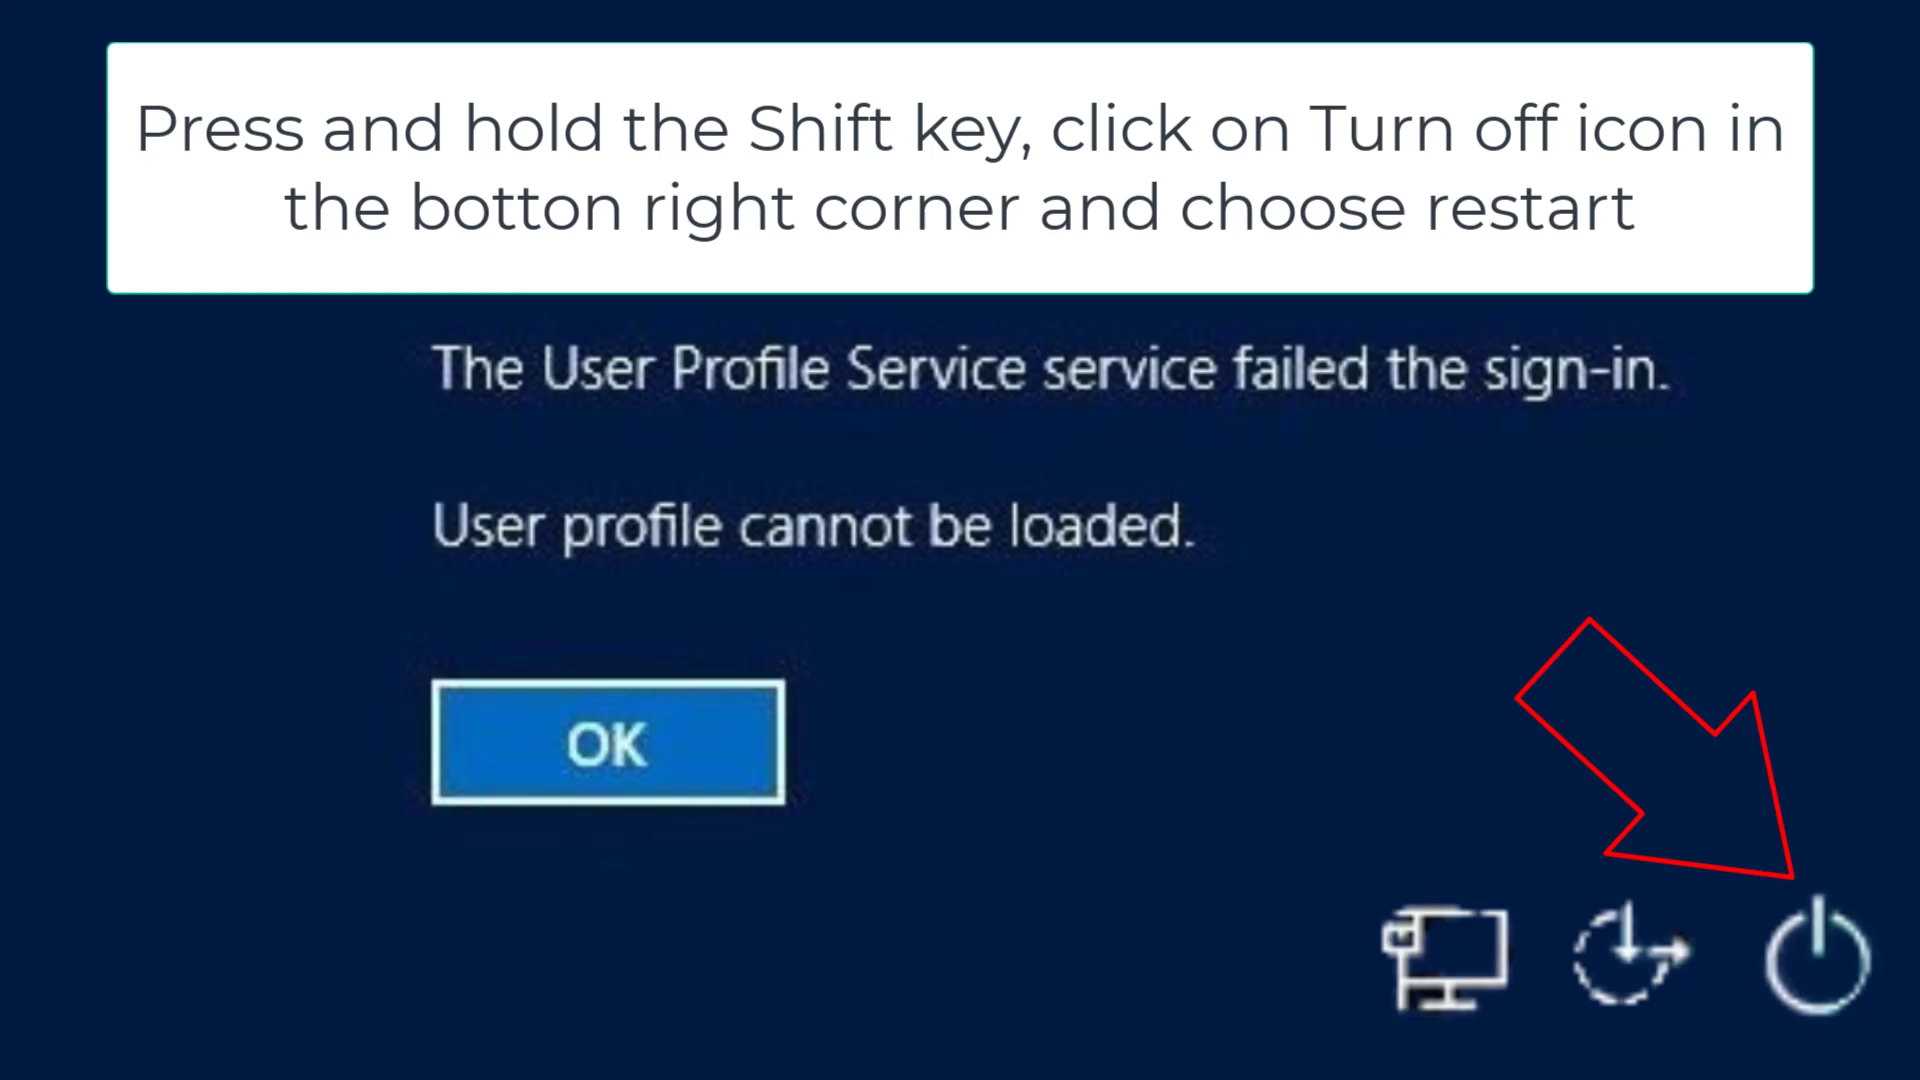 Press and hold the Shift key, click on Turn off icon in
the botton right corner and choose restart
The User Profile Service service failed the sign-in.
User profile cannot be loaded.
OK